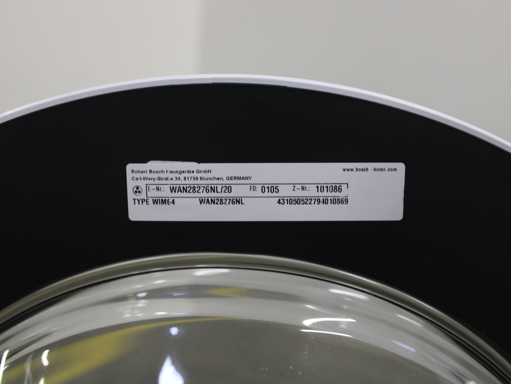 Robert Bosch Hausgeräte GmbH www.bosch-home.com
Carl-Wery-Straße 34, 81739 München, GERMANY
E-Nr.: WAN28276NL/20 FD: 0105 Z-Nr.: 101086
TYPE WIM64 WAN28276NL 431050522794010869